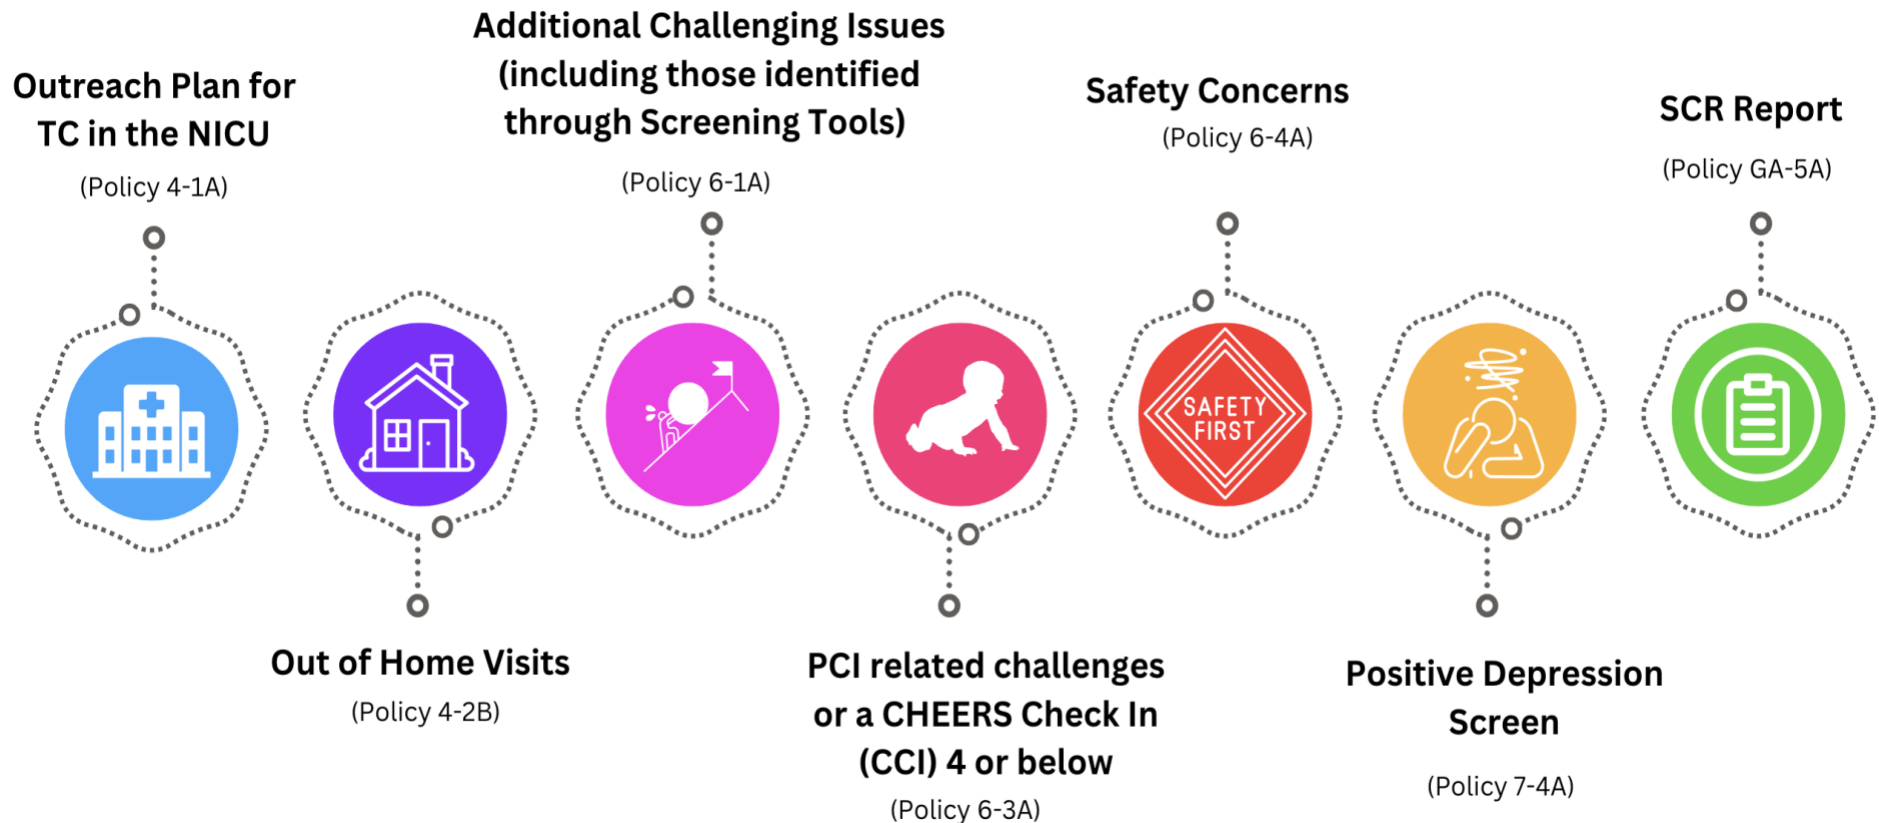 Outreach Plan for
TC in the NICU
(Policy 4-1A)
Out of Home Visits
(Policy 4-2B)
Additional Challenging Issues
(including those identified
through Screening Tools)
(Policy 6-1A)
PCI related challenges
or a CHEERS Check In
(CCI) 4 or below
(Policy 6-3A)
Safety Concerns
(Policy 6-4A)
SAFETY
FIRST
Positive Depression
Screen
(Policy 7-4A)
SCR Report
(Policy GA-5A)